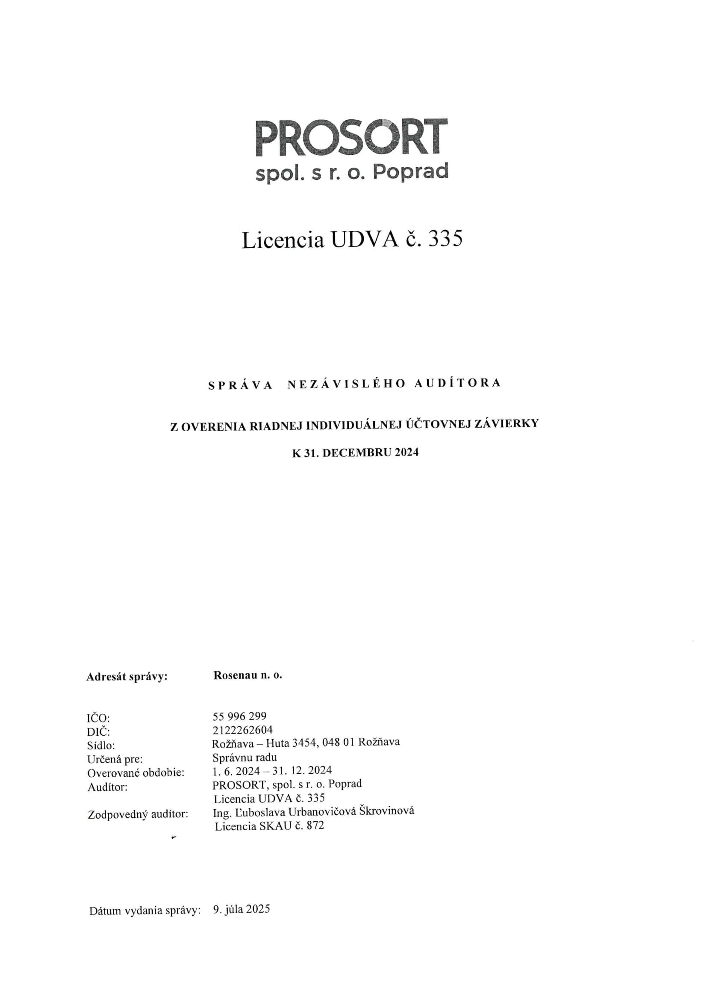 PROSORT
spol. s r. o. Poprad
Licencia UDVA č. 335
SPRÁVA NEZÁVISLÉHO AUDÍTORA
Z OVERENIA RIADNEJ INDIVIDUÁLNEJ ÚČTOVNEJ ZÁVIERKY
K 31. DECEMBRU 2024
Adresát správy: Rosenau n. o.
IČO: 55 996 299
DIČ: 2122262604
Sídlo: Rožňava – Huta 3454, 048 01 Rožňava
Určená pre: Správnu radu
Overované obdobie: 1. 6. 2024 – 31. 12. 2024
Audítor: PROSORT, spol. s r. o. Poprad
Licencia UDVA č. 335
Zodpovedný audítor: Ing. Ľuboslava Urbanovičová Škrovinová
Licencia SKAU č. 872
Dátum vydania správy: 9. júla 2025